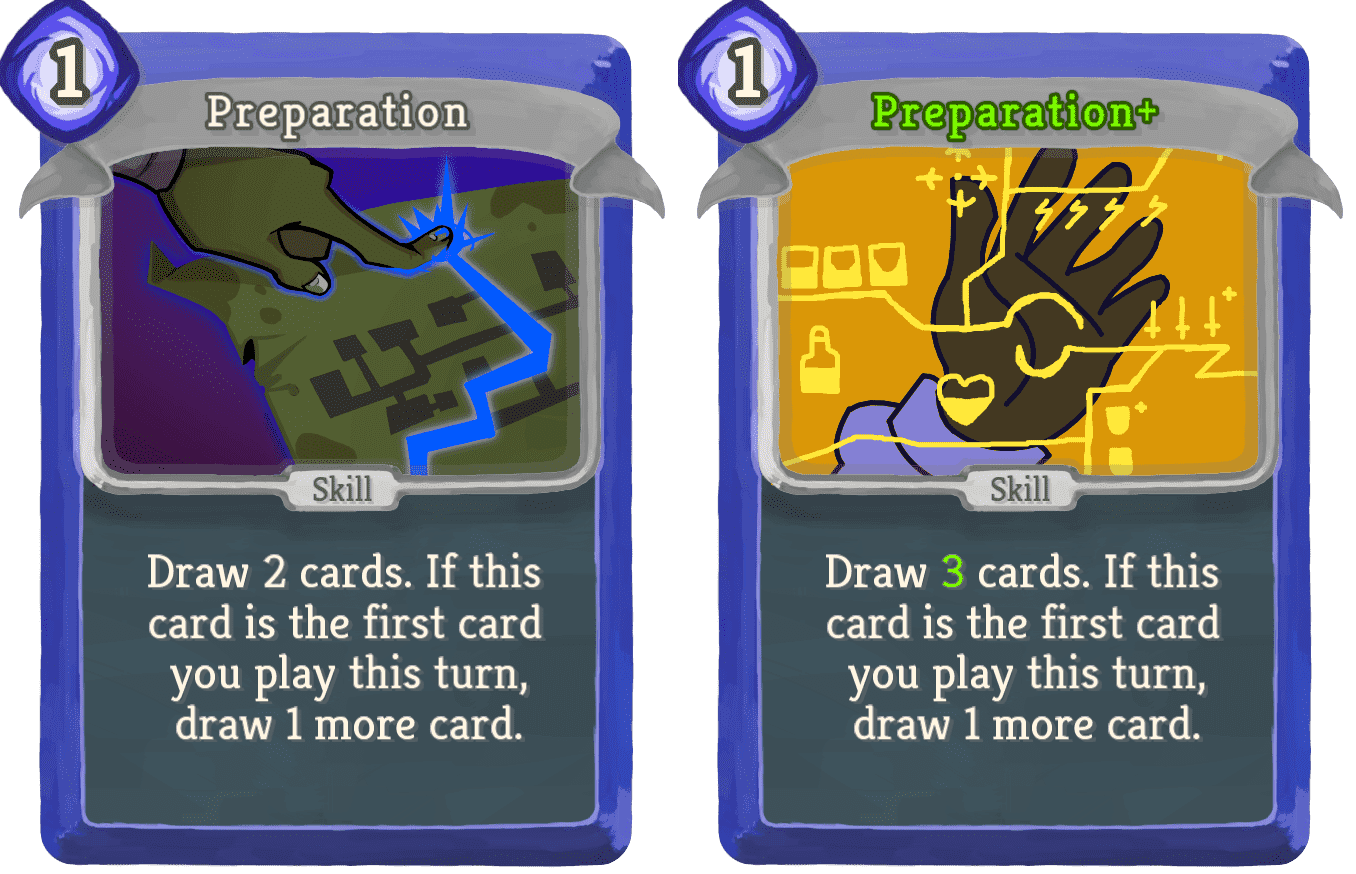 1
Preparation
Skill
Draw 2 cards. If this
card is the first card
you play this turn,
draw 1 more card.
1
Preparation+
Skill
Draw 3 cards. If this
card is the first card
you play this turn,
draw 1 more card.